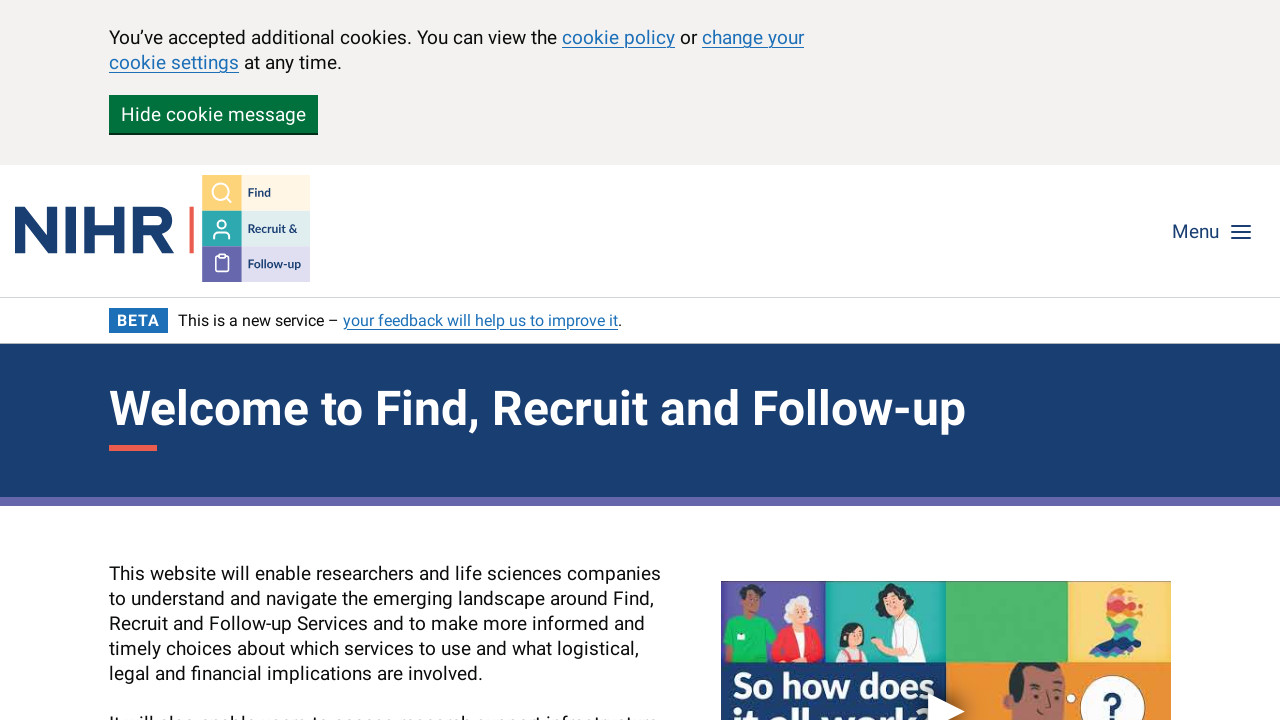 You’ve accepted additional cookies. You can view the cookie policy or change your
cookie settings at any time.
Hide cookie message
NIHR
Find
Recruit &
Follow-up
Menu
BETA This is a new service – your feedback will help us to improve it.
Welcome to Find, Recruit and Follow-up
This website will enable researchers and life sciences companies
to understand and navigate the emerging landscape around Find,
Recruit and Follow-up Services and to make more informed and
timely choices about which services to use and what logistical,
legal and financial implications are involved.
So how does
it all work?
?